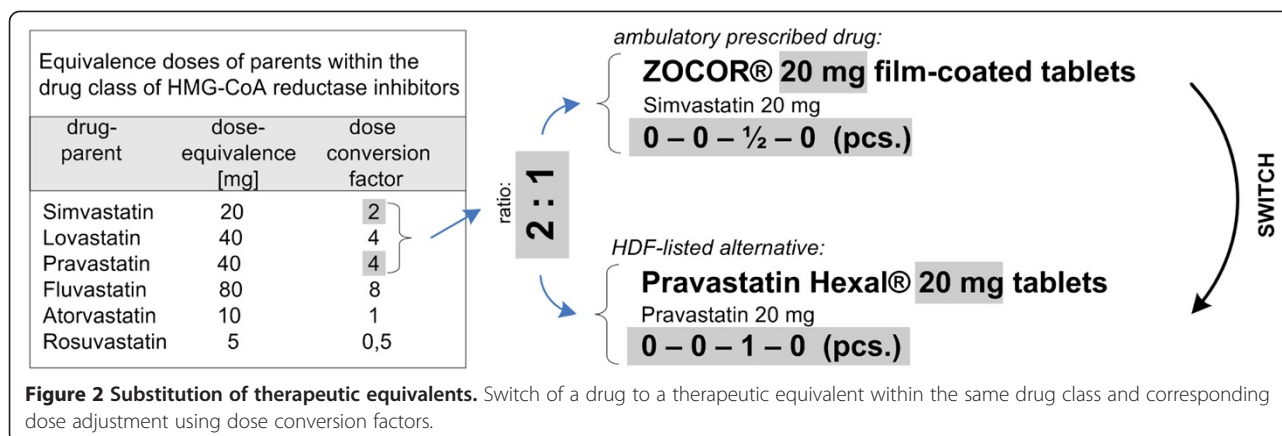 Equivalence doses of parents within the
drug class of HMG-CoA reductase inhibitors
drug-parent dose-equivalence [mg] dose conversion factor
Simvastatin 20 2
Lovastatin 40 4
Pravastatin 40 4
Fluvastatin 80 8
Atorvastatin 10 1
Rosuvastatin 5 0,5
ratio:
2 : 1
ambulatory prescribed drug:
ZOCOR® 20 mg film-coated tablets
Simvastatin 20 mg
0 – 0 – ½ – 0 (pcs.)
HDF-listed alternative:
Pravastatin Hexal® 20 mg tablets
Pravastatin 20 mg
0 – 0 – 1 – 0 (pcs.)
SWITCH
Figure 2 Substitution of therapeutic equivalents. Switch of a drug to a therapeutic equivalent within the same drug class and corresponding
dose adjustment using dose conversion factors.